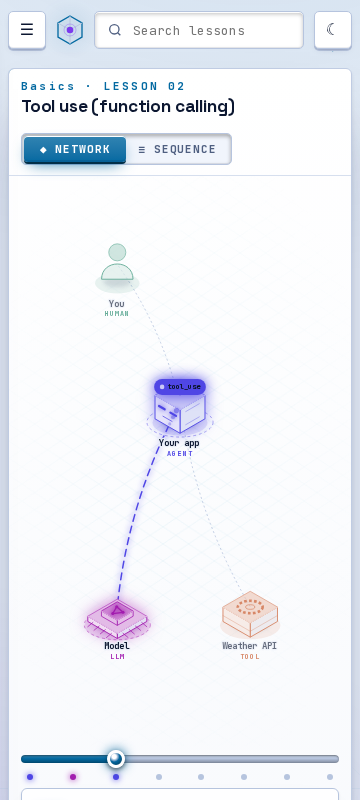 Search lessons
Basics · LESSON 02
Tool use (function calling)
◆ NETWORK
≡ SEQUENCE
You
HUMAN
tool_use
Your app
AGENT
Model
LLM
Weather API
TOOL